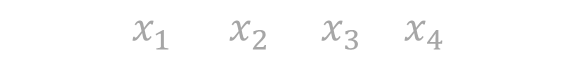 x₁ x₂ x₃ x₄